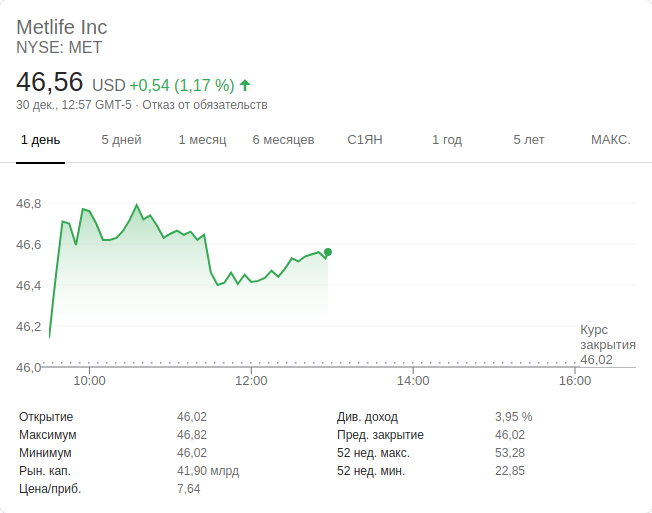 Metlife Inc
NYSE: MET
46,56 USD +0,54 (1,17 %)
30 дек., 12:57 GMT-5 · Отказ от обязательств
1 день 5 дней 1 месяц 6 месяцев С1ЯН 1 год 5 лет МАКС.
46,8
46,6
46,4
46,2
46,0
Курс
закрытия
46,02
10:00 12:00 14:00 16:00
Открытие 46,02 Див. доход 3,95 %
Максимум 46,82 Пред. закрытие 46,02
Минимум 46,02 52 нед. макс. 53,28
Рын. кап. 41,90 млрд 52 нед. мин. 22,85
Цена/приб. 7,64